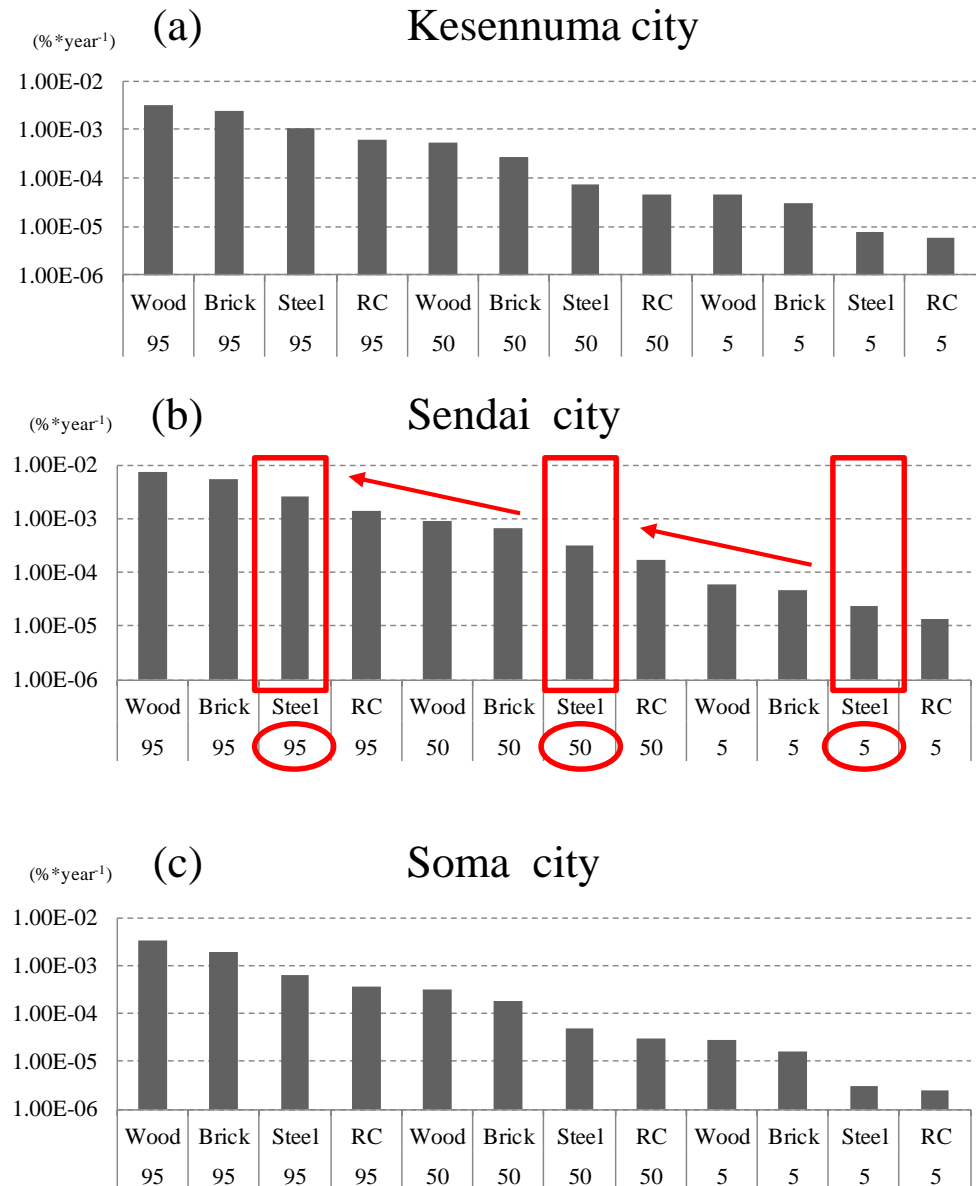 (a) Kesennuma city
(%*year-1)
1.00E-02
1.00E-03
1.00E-04
1.00E-05
1.00E-06
Wood Brick Steel RC Wood Brick Steel RC Wood Brick Steel RC
95 95 95 95 50 50 50 50 5 5 5 5
(b) Sendai city
(%*year-1)
1.00E-02
1.00E-03
1.00E-04
1.00E-05
1.00E-06
Wood Brick Steel RC Wood Brick Steel RC Wood Brick Steel RC
95 95 95 95 50 50 50 50 5 5 5 5
(c) Soma city
(%*year-1)
1.00E-02
1.00E-03
1.00E-04
1.00E-05
1.00E-06
Wood Brick Steel RC Wood Brick Steel RC Wood Brick Steel RC
95 95 95 95 50 50 50 50 5 5 5 5